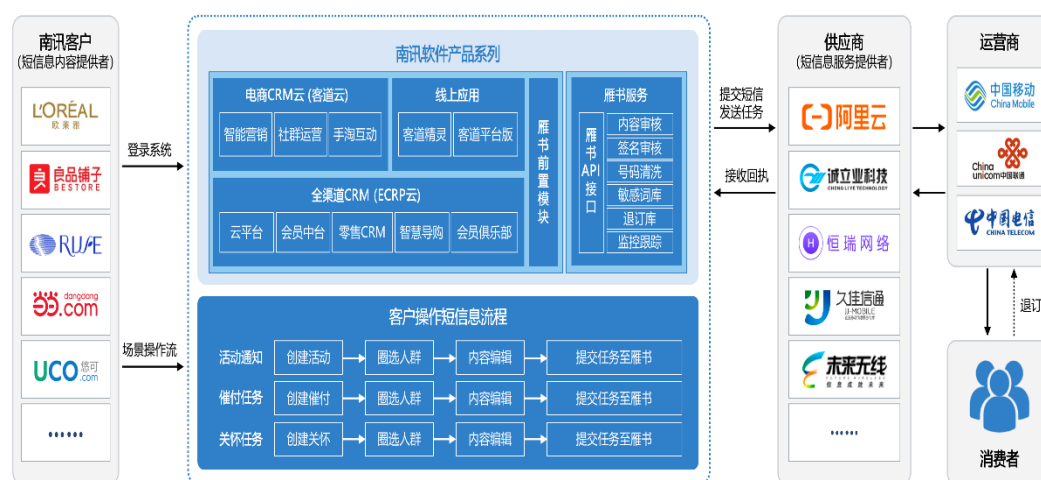 南讯客户
(短信息内容提供者)
L'ORÉAL
欧莱雅
良品铺子
BESTORE
dangdang
当当.com
UCO 悠可
.com
······
登录系统
场景操作流
南讯软件产品系列
电商CRM云 (客道云)
智能营销
社群运营
手淘互动
线上应用
客道精灵
客道平台版
全渠道CRM (ECRP云)
云平台
会员中台
零售CRM
智慧导购
会员俱乐部
雁书前置模块
雁书服务
雁书API接口
内容审核
签名审核
号码清洗
敏感词库
退订库
监控跟踪
客户操作短信息流程
活动通知
创建活动
圈选人群
内容编辑
提交任务至雁书
催付任务
创建催付
圈选人群
内容编辑
提交任务至雁书
关怀任务
创建关怀
圈选人群
内容编辑
提交任务至雁书
提交短信
发送任务
接收回执
供应商
(短信息服务提供者)
阿里云
诚立业科技
CHENG LI YE TECHNOLOGY
恒瑞网络
久佳信通
JJ-MOBILE
未来无线
FUTURE WIRELESS
信息成就未来
······
运营商
中国移动
China Mobile
China
unicom中国联通
中国电信
CHINA TELECOM
退订
消费者